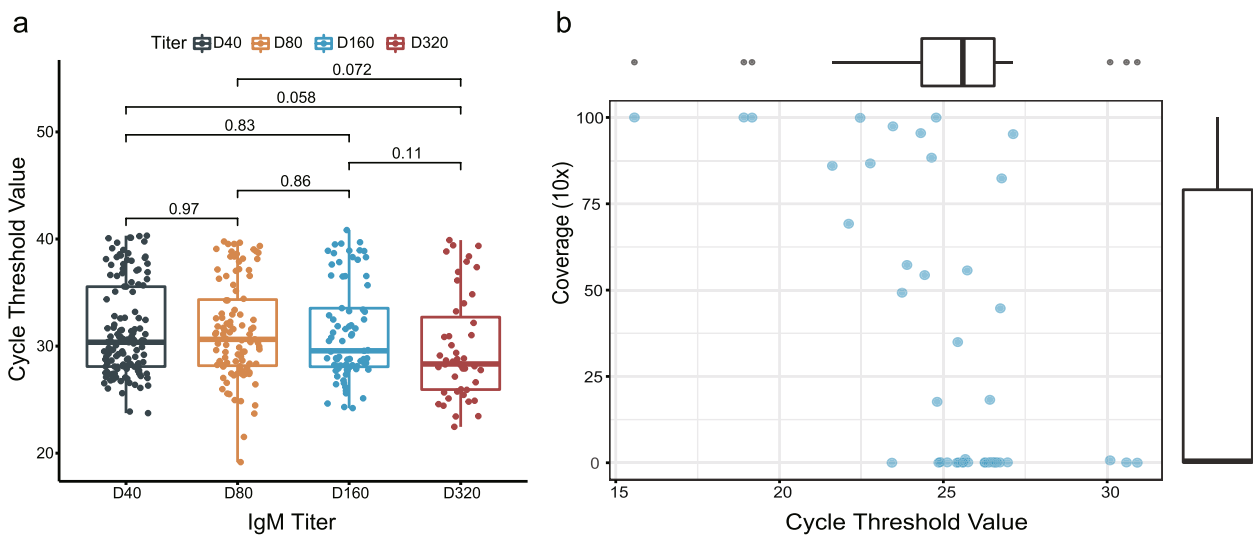 a
Titer D40 D80 D160 D320
0.072
0.058
0.83
0.11
0.86
0.97
Cycle Threshold Value
50
40
30
20
D40 D80 D160 D320
IgM Titer
b
Coverage (10x)
100
75
50
25
0
15 20 25 30
Cycle Threshold Value